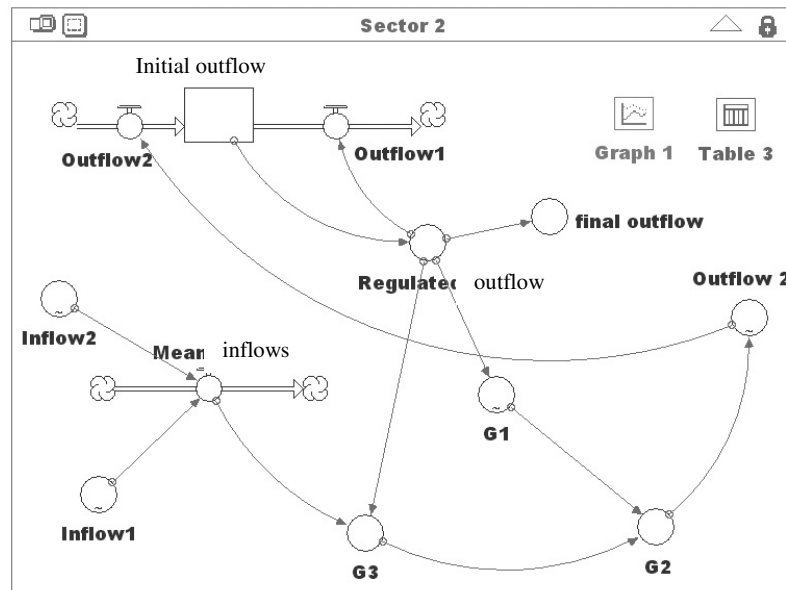 Sector 2
Initial outflow
Outflow2
Outflow1
Graph 1
Table 3
final outflow
Regulated outflow
Outflow 2
Inflow2
Mean inflows
G1
Inflow1
G3
G2